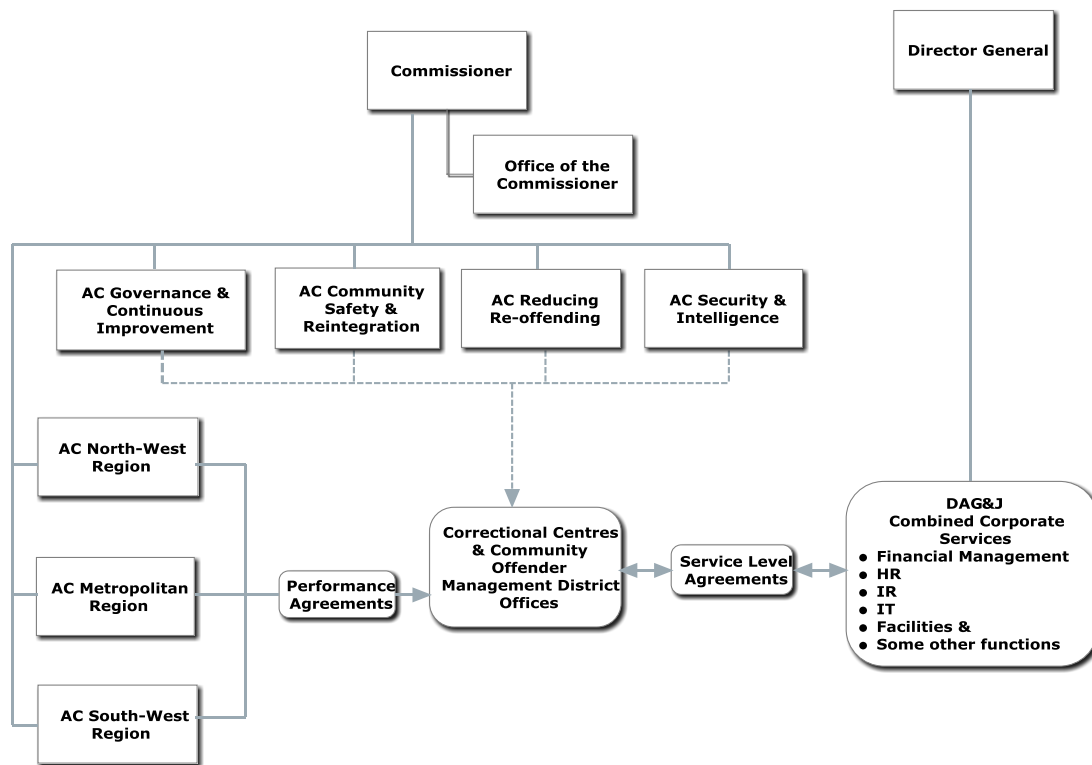 Commissioner
Director General
Office of the
Commissioner
AC Governance &
Continuous
Improvement
AC Community
Safety &
Reintegration
AC Reducing
Re-offending
AC Security &
Intelligence
AC North-West
Region
AC Metropolitan
Region
AC South-West
Region
Performance
Agreements
Correctional Centres
& Community
Offender
Management District
Offices
Service Level
Agreements
DAG&J
Combined Corporate
Services
● Financial Management
● HR
● IR
● IT
● Facilities &
● Some other functions